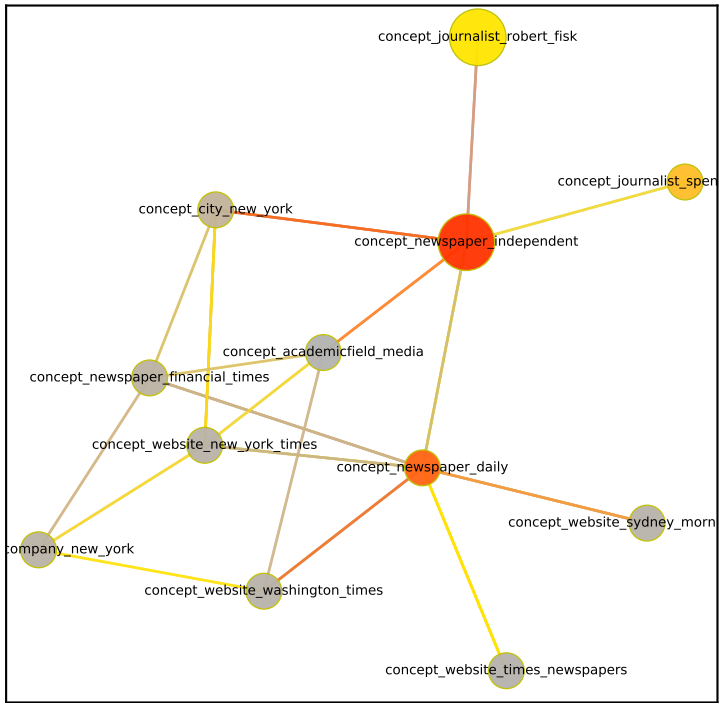 concept_journalist_robert_fisk
concept_journalist_spen
concept_city_new_york
concept_newspaper_independent
concept_academicfield_media
concept_newspaper_financial_times
concept_website_new_york_times
concept_newspaper_daily
concept_website_sydney_morn
company_new_york
concept_website_washington_times
concept_website_times_newspapers